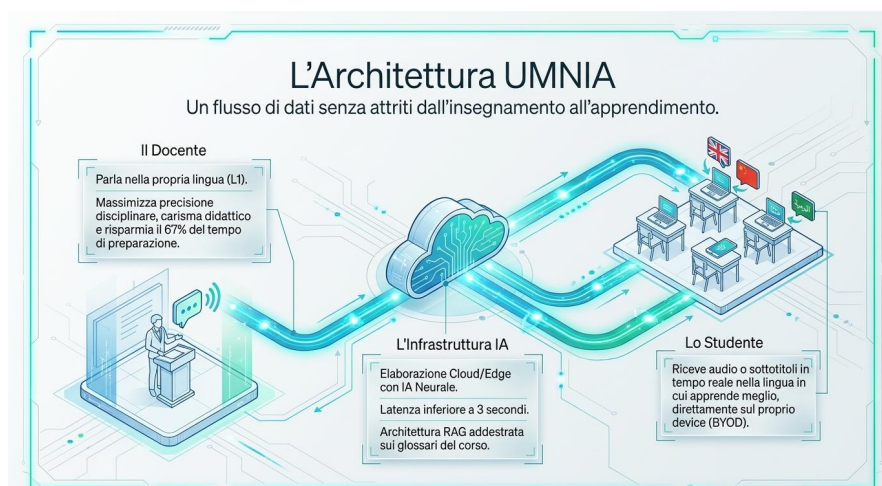 L'Architettura UMNIA
Un flusso di dati senza attriti dall'insegnamento all'apprendimento.
Il Docente
Parla nella propria lingua (L1).
Massimizza precisione
disciplinare, carisma didattico
e risparmia il 67% del tempo
di preparazione.
L'Infrastruttura IA
Elaborazione Cloud/Edge
con IA Neurale.
Latenza inferiore a 3 secondi.
Architettura RAG addestrata
sui glossari del corso.
Lo Studente
Riceve audio o sottotitoli in
tempo reale nella lingua in
cui apprende meglio,
direttamente sul proprio
device (BYOD).